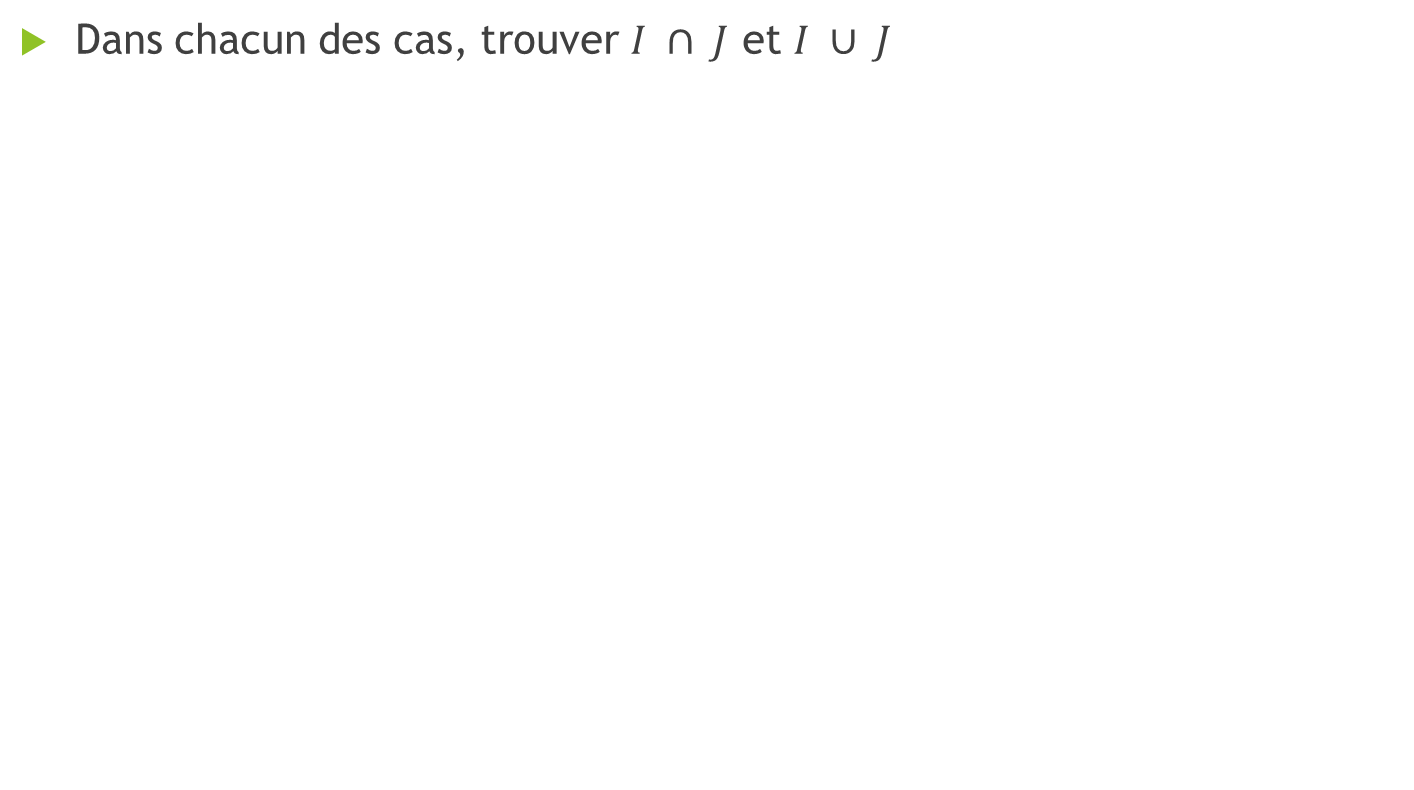 Dans chacun des cas, trouver I ∩ J et I ∪ J